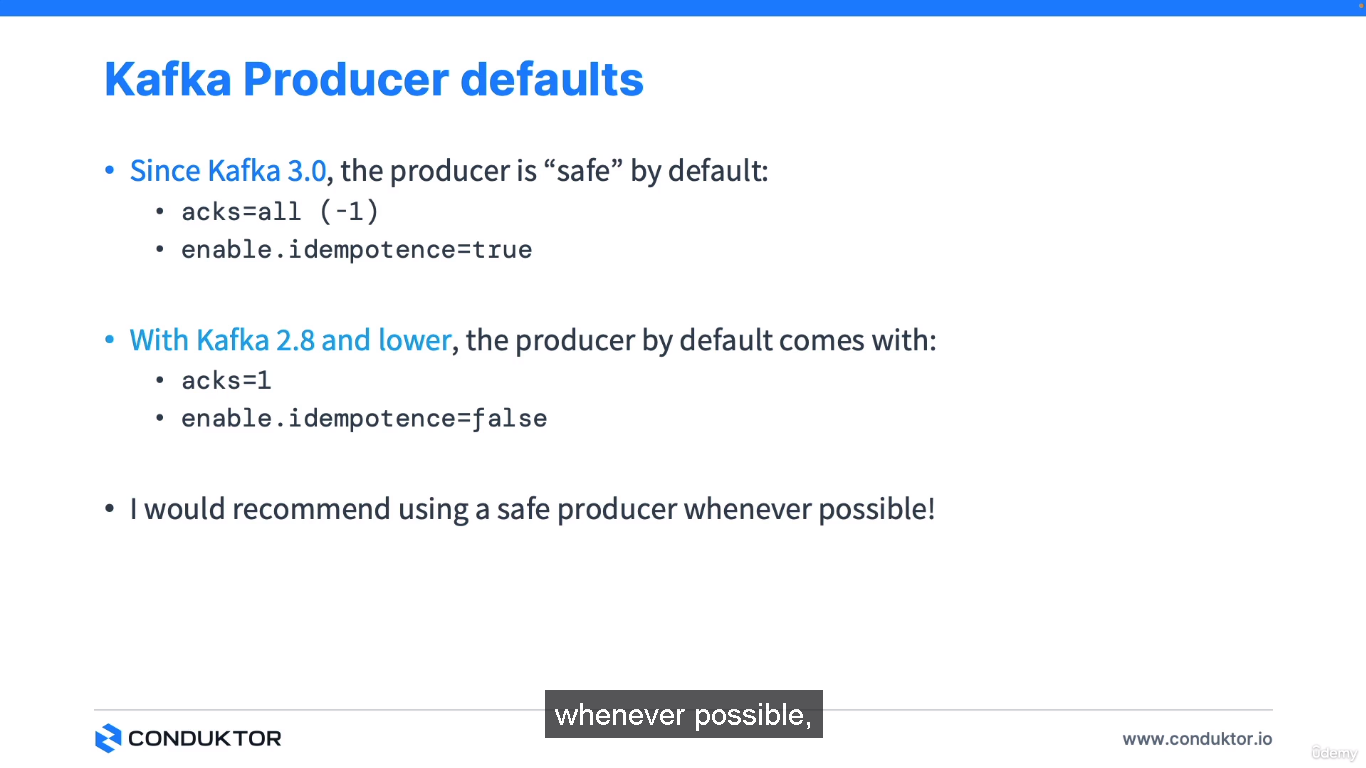 Kafka Producer defaults
• Since Kafka 3.0, the producer is “safe” by default:
• acks=all (-1)
• enable.idempotence=true
• With Kafka 2.8 and lower, the producer by default comes with:
• acks=1
• enable.idempotence=false
• I would recommend using a safe producer whenever possible!
whenever possible,
CONDUKTOR
www.conduktor.io
ûdemy